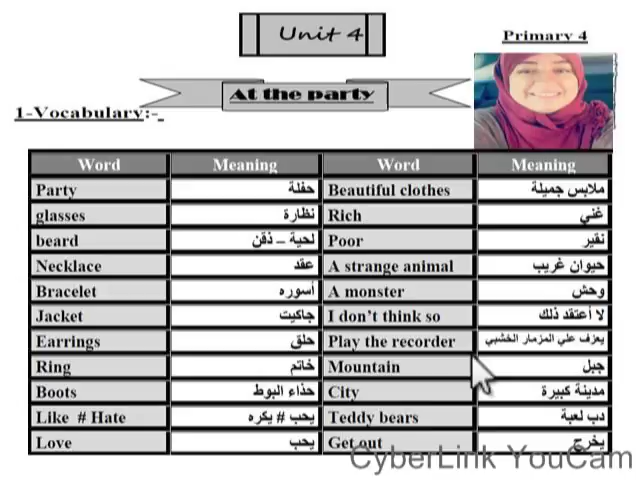 Unit 4
Primary 4
At the party
1-Vocabulary:-
Word Meaning Word Meaning
Party حفلة Beautiful clothes ملابس جميلة
glasses نظارة Rich غني
beard لحية – ذقن Poor نقير
Necklace عقد A strange animal حيوان غريب
Bracelet أسوره A monster وحش
Jacket جاكيت I don't think so لا أعتقد ذلك
Earrings حلق Play the recorder يعزف علي المزمار الخشبي
Ring خاتم Mountain جبل
Boots حذاء البوط City مدينة كبيرة
Like # Hate يحب # يكره Teddy bears دب لعبة
Love يحب Get out يخرج
CyberLink YouCam